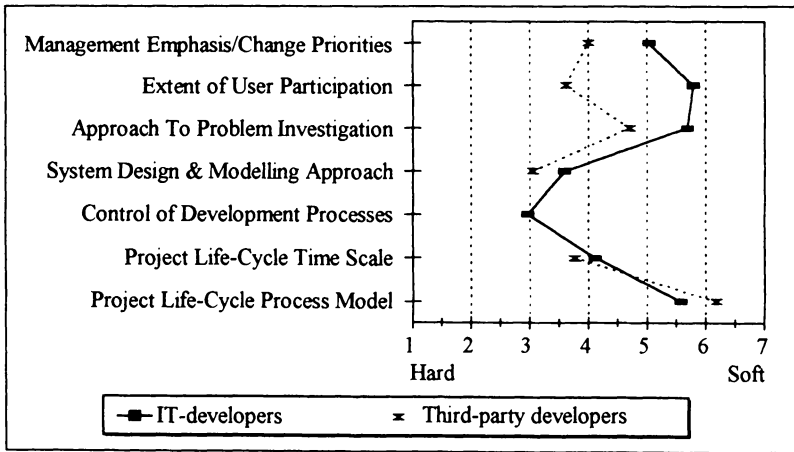 Management Emphasis/Change Priorities
Extent of User Participation
Approach To Problem Investigation
System Design & Modelling Approach
Control of Development Processes
Project Life-Cycle Time Scale
Project Life-Cycle Process Model
1 2 3 4 5 6 7
Hard Soft
IT-developers Third-party developers